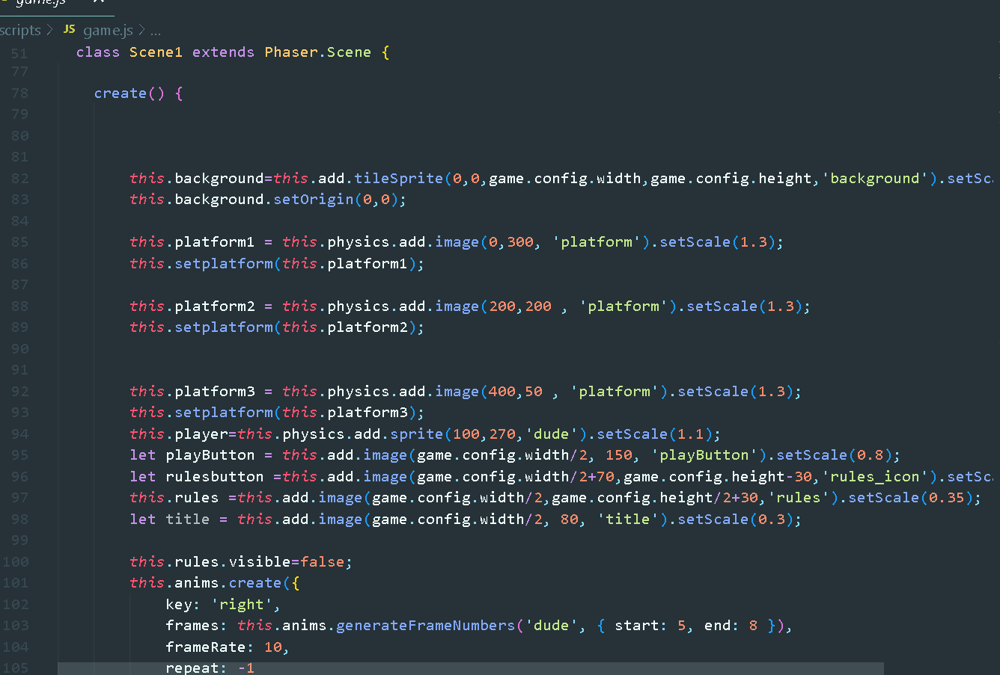 game.js
scripts > JS game.js > ...
51 class Scene1 extends Phaser.Scene {
77
78 create() {
79
80
81
82 this.background=this.add.tileSprite(0,0,game.config.width,game.config.height,'background').setSc
83 this.background.setOrigin(0,0);
84
85 this.platform1 = this.physics.add.image(0,300, 'platform').setScale(1.3);
86 this.setplatform(this.platform1);
87
88 this.platform2 = this.physics.add.image(200,200 , 'platform').setScale(1.3);
89 this.setplatform(this.platform2);
90
91
92 this.platform3 = this.physics.add.image(400,50 , 'platform').setScale(1.3);
93 this.setplatform(this.platform3);
94 this.player=this.physics.add.sprite(100,270,'dude').setScale(1.1);
95 let playButton = this.add.image(game.config.width/2, 150, 'playButton').setScale(0.8);
96 let rulesbutton =this.add.image(game.config.width/2+70,game.config.height-30,'rules_icon').setSc
97 this.rules =this.add.image(game.config.width/2,game.config.height/2+30,'rules').setScale(0.35);
98 let title = this.add.image(game.config.width/2, 80, 'title').setScale(0.3);
99
100 this.rules.visible=false;
101 this.anims.create({
102 key: 'right',
103 frames: this.anims.generateFrameNumbers('dude', { start: 5, end: 8 }),
104 frameRate: 10,
105 repeat: -1